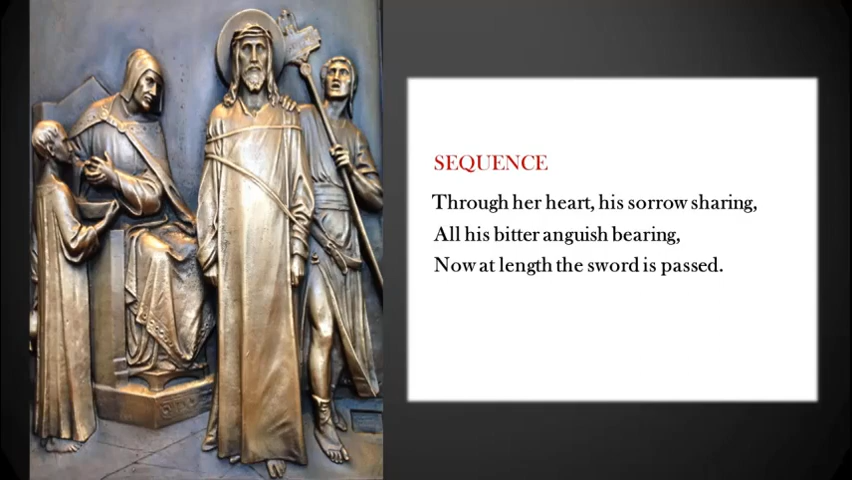 SEQUENCE
Through her heart, his sorrow sharing,
All his bitter anguish bearing,
Now at length the sword is passed.